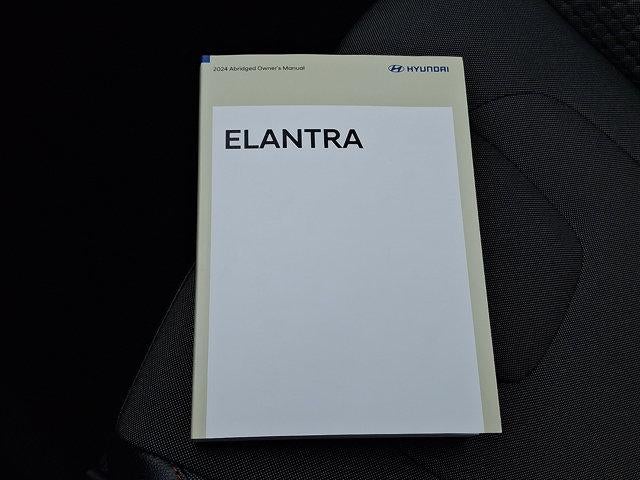 2024 Abridged Owner's Manual
HYUNDAI
ELANTRA